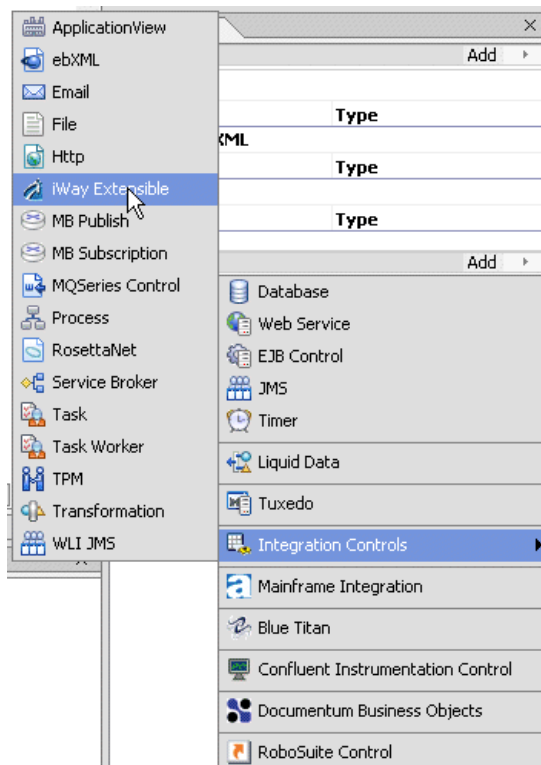 ApplicationView
ebXML
Email
File
Http
iWay Extensible
MB Publish
MB Subscription
MQSeries Control
Process
RosettaNet
Service Broker
Task
Task Worker
TPM
Transformation
WLI JMS
Add
Type
XML
Type
Type
Add
Database
Web Service
EJB Control
JMS
Timer
Liquid Data
Tuxedo
Integration Controls
Mainframe Integration
Blue Titan
Confluent Instrumentation Control
Documentum Business Objects
RoboSuite Control